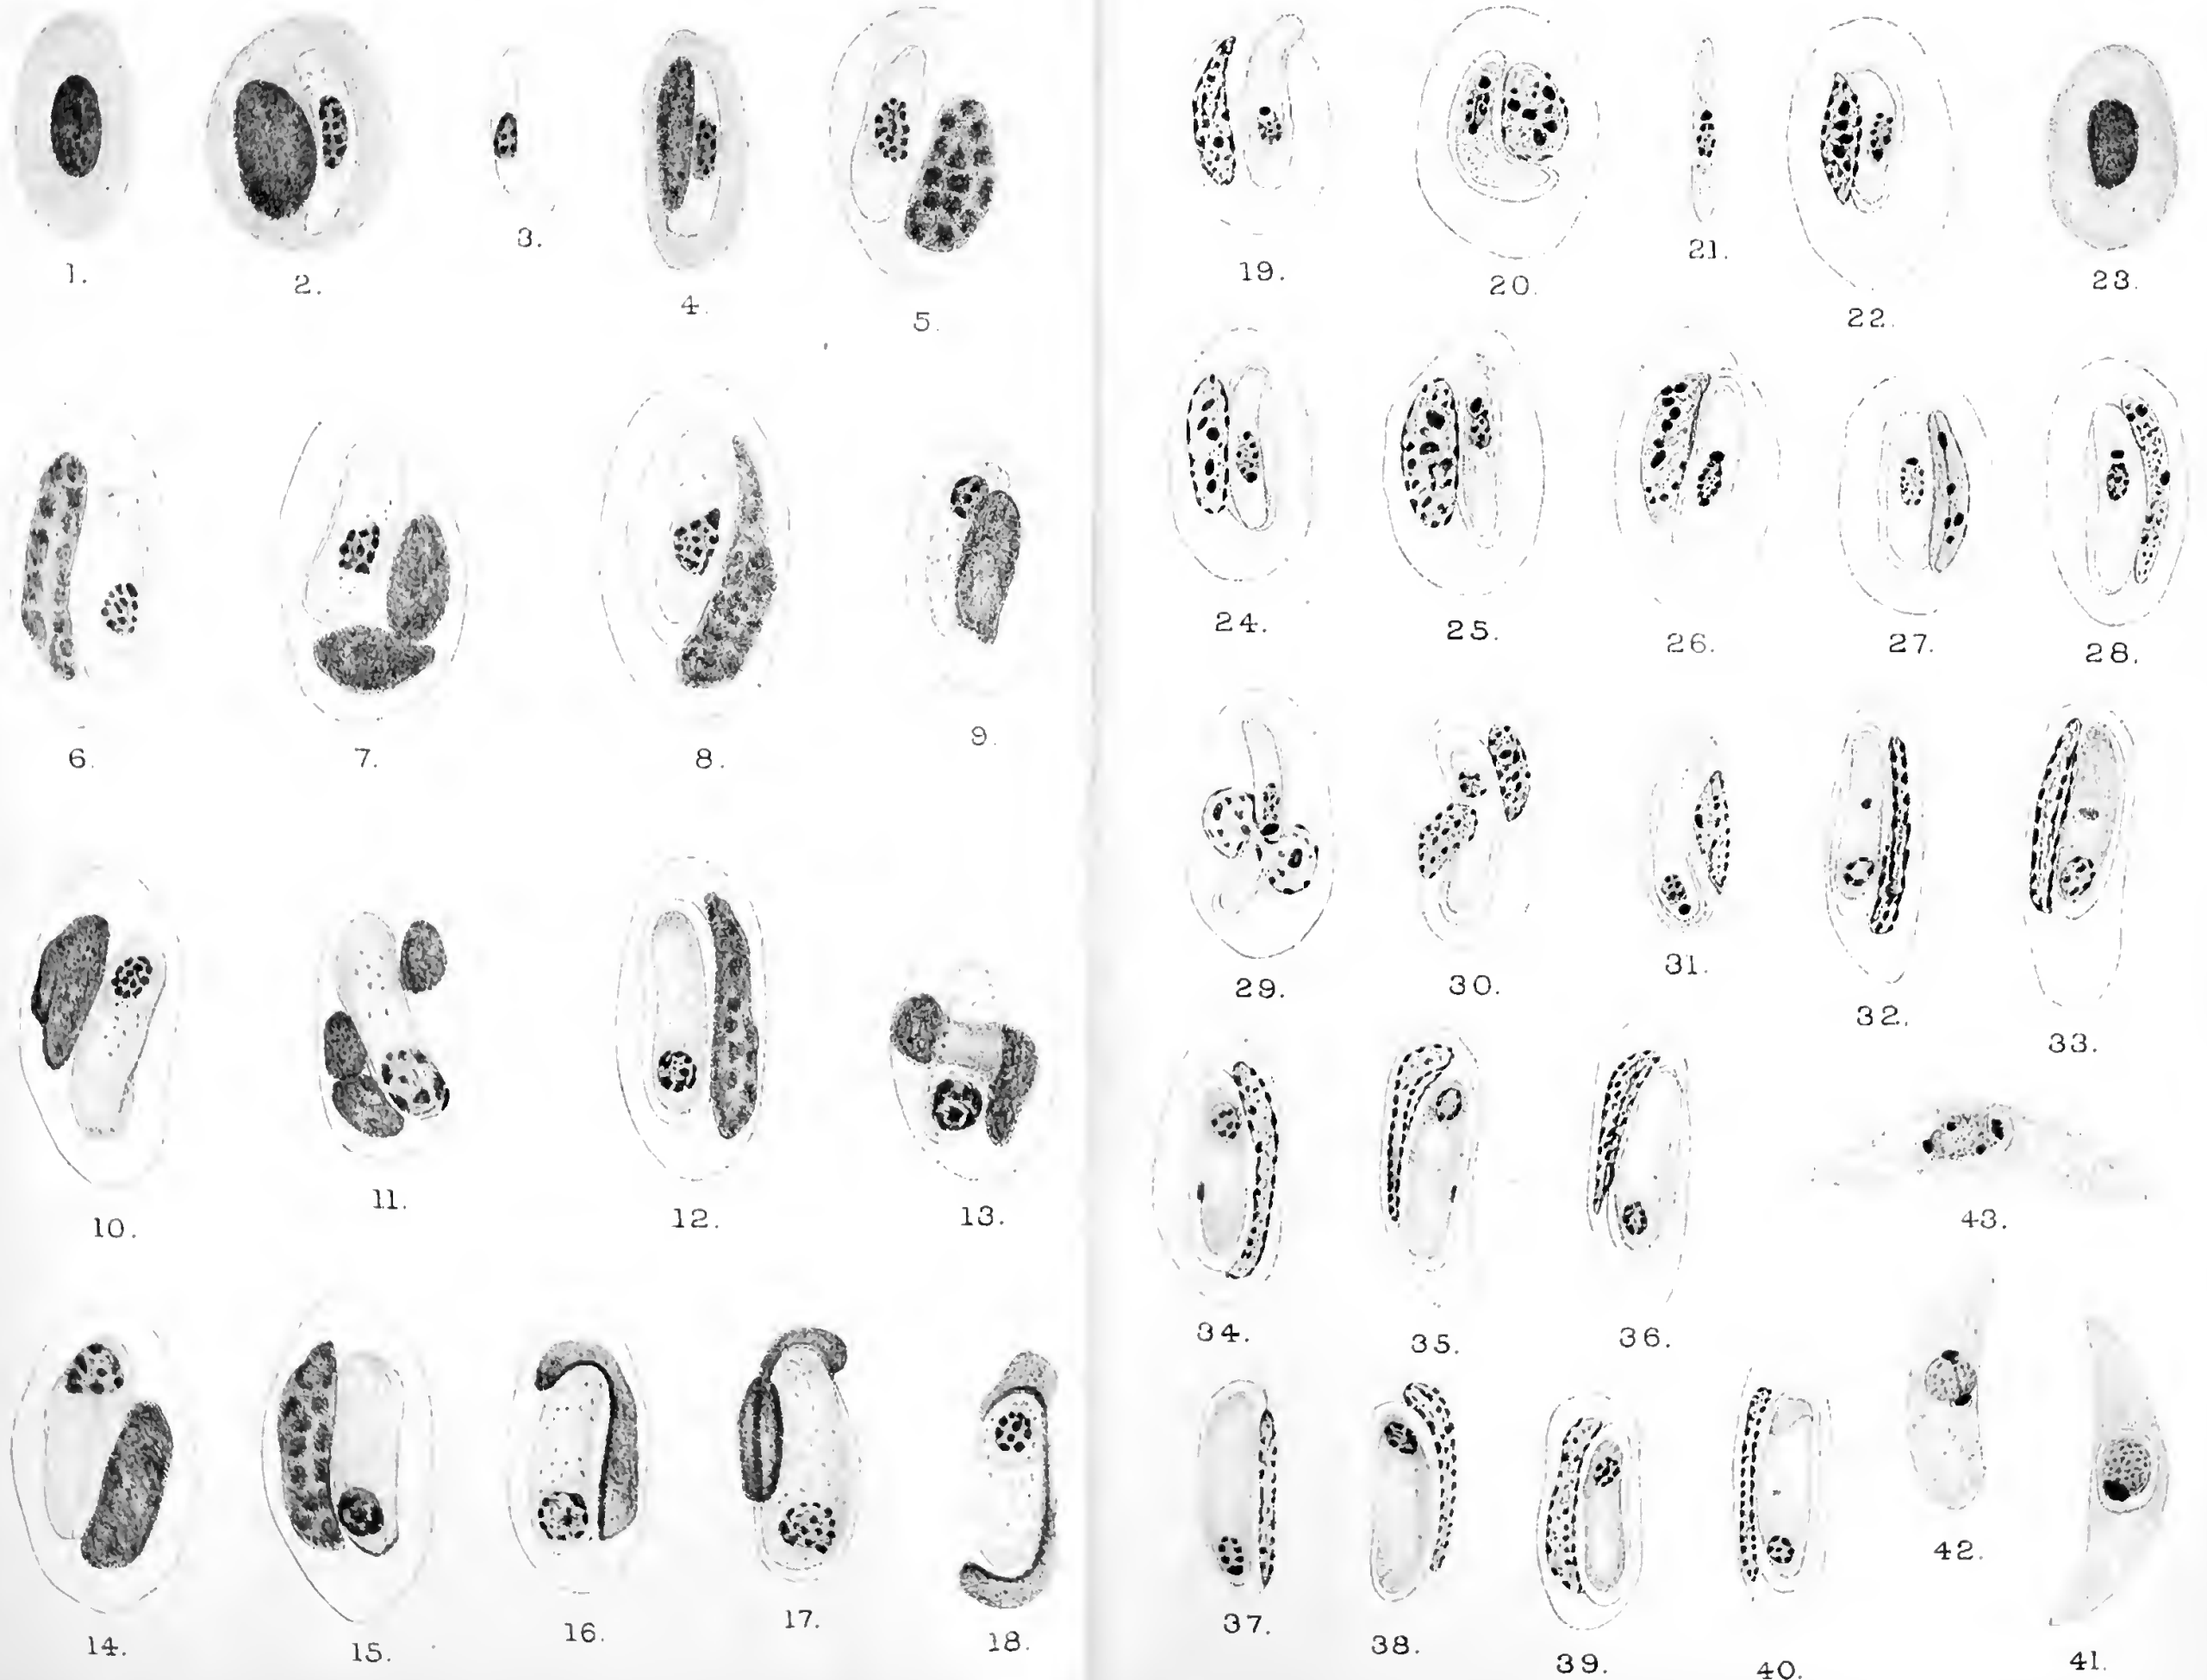 1. 2. 3. 4. 5.
6. 7. 8. 9.
10. 11. 12. 13.
14. 15. 16. 17. 18.
19. 20. 21. 22. 23.
24. 25. 26. 27. 28.
29. 30. 31. 32. 33.
34. 35. 36. 43.
37. 38. 39. 40. 42. 41.